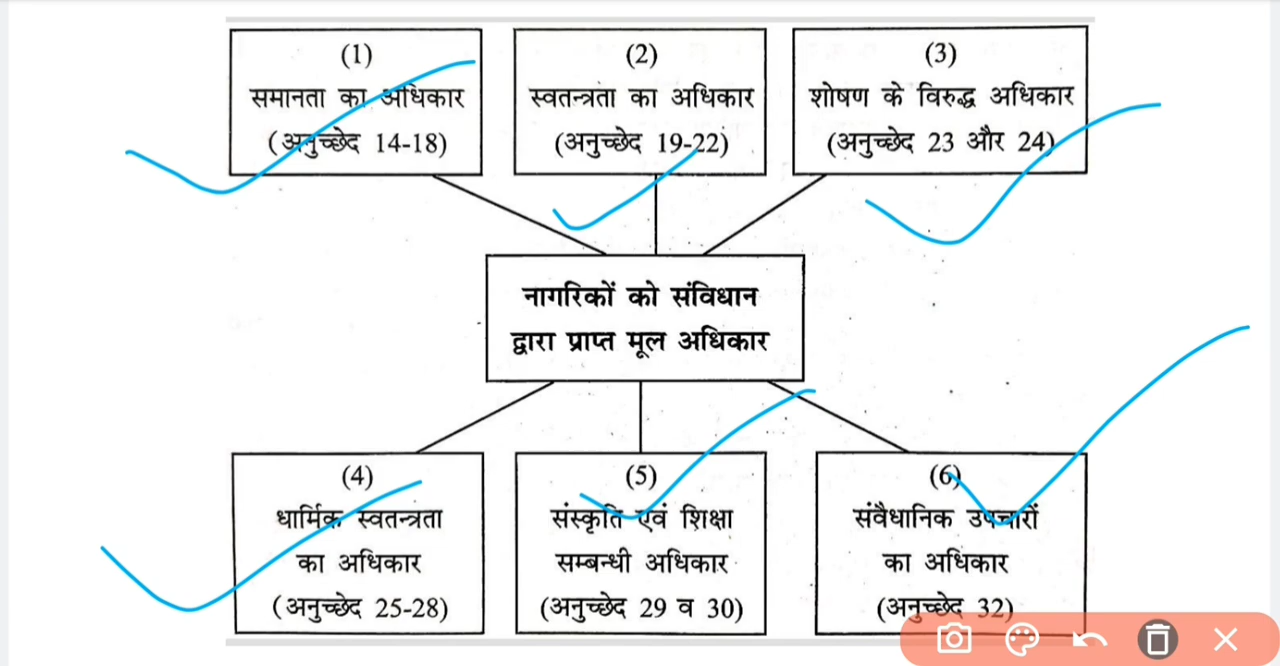 (1)
समानता का अधिकार
(अनुच्छेद 14-18)
(2)
स्वतन्त्रता का अधिकार
(अनुच्छेद 19-22)
(3)
शोषण के विरुद्ध अधिकार
(अनुच्छेद 23 और 24)
नागरिकों को संविधान
द्वारा प्राप्त मूल अधिकार
(4)
धार्मिक स्वतन्त्रता
का अधिकार
(अनुच्छेद 25-28)
(5)
संस्कृति एवं शिक्षा
सम्बन्धी अधिकार
(अनुच्छेद 29 व 30)
(6)
संवैधानिक उपचारों
का अधिकार
(अनुच्छेद 32)